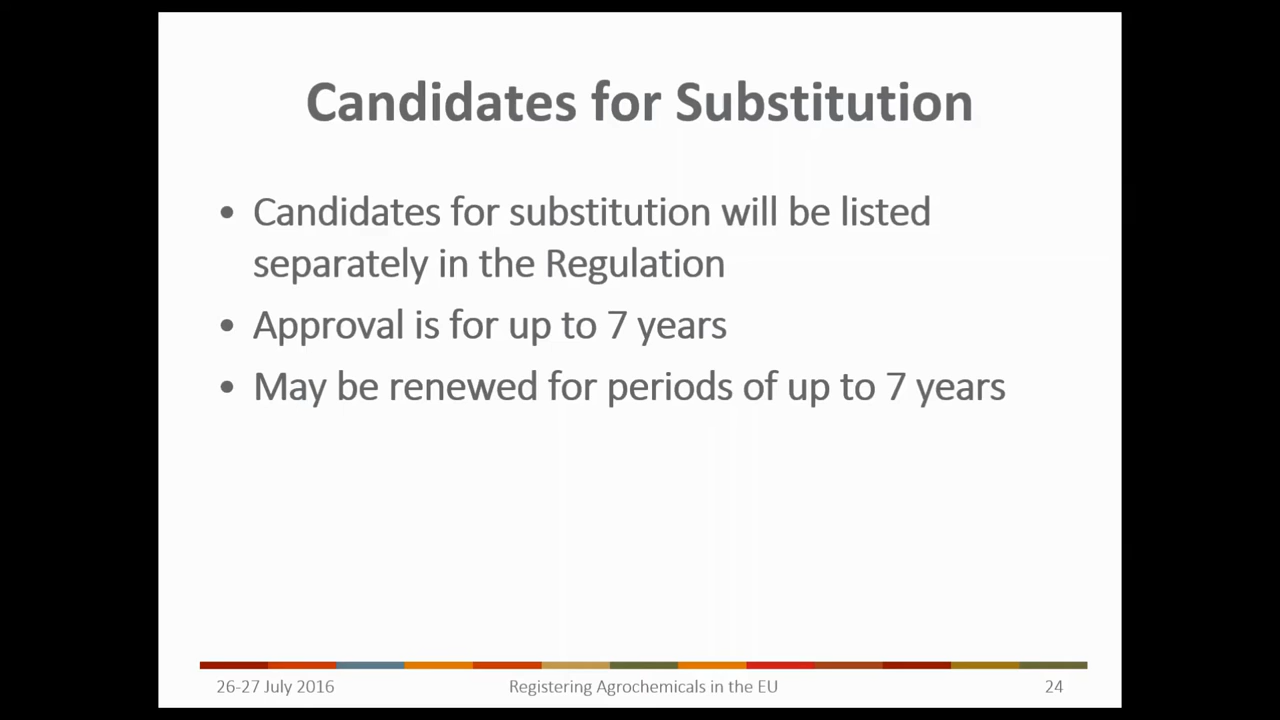 Candidates for Substitution
• Candidates for substitution will be listed
separately in the Regulation
• Approval is for up to 7 years
• May be renewed for periods of up to 7 years
26-27 July 2016
Registering Agrochemicals in the EU
24